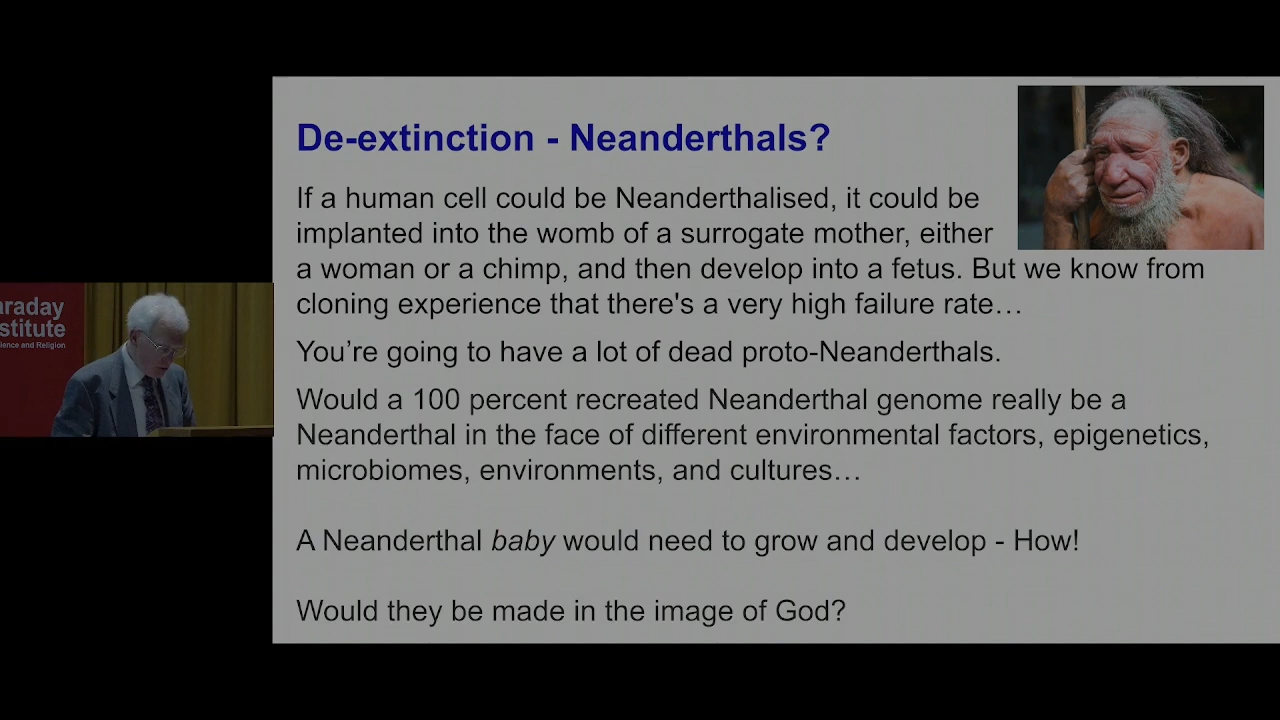 De-extinction - Neanderthals?
If a human cell could be Neanderthalised, it could be
implanted into the womb of a surrogate mother, either
a woman or a chimp, and then develop into a fetus. But we know from
cloning experience that there's a very high failure rate…
You’re going to have a lot of dead proto-Neanderthals.
Would a 100 percent recreated Neanderthal genome really be a
Neanderthal in the face of different environmental factors, epigenetics,
microbiomes, environments, and cultures…
A Neanderthal baby would need to grow and develop - How!
Would they be made in the image of God?
araday
stitute
ience and Religion